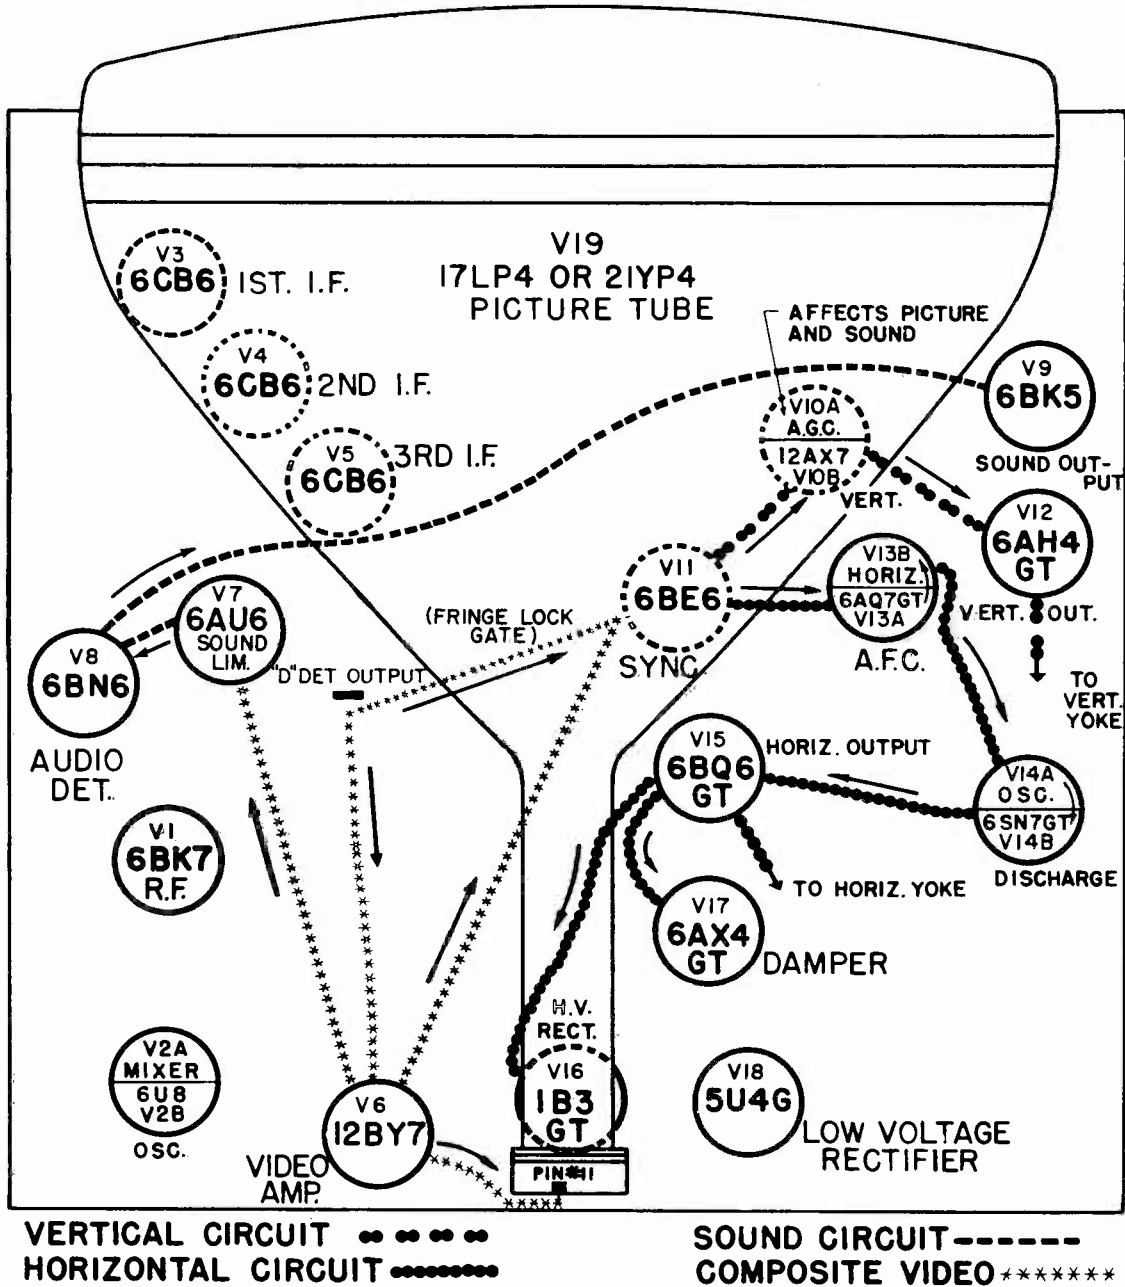 V19
17LP4 OR 21YP4
PICTURE TUBE
V3
6CB6
1ST. I.F.
V4
6CB6
2ND I.F.
V5
6CB6
3RD I.F.
AFFECTS PICTURE
AND SOUND
V10A
A.G.C.
12AX7
V10B
VERT.
V9
6BK5
SOUND OUT-
PUT
V12
6AH4
GT
VERT. OUT.
TO
VERT.
YOKE
V11
6BE6
SYNC.
V13B
HORIZ.
6AQ7GT
V13A
A.F.C.
(FRINGE LOCK
GATE)
V7
6AU6
SOUND
LIM.
V8
6BN6
AUDIO
DET.
"D" DET OUTPUT
V15
6BQ6
GT
HORIZ. OUTPUT
V14A
OSC.
6SN7GT
V14B
DISCHARGE
TO HORIZ. YOKE
V1
6BK7
R.F.
V17
6AX4
GT
DAMPER
H.V.
RECT.
V16
1B3
GT
PIN #11
V2A
MIXER
6U8
V2B
OSC.
V6
12BY7
VIDEO
AMP.
V18
5U4G
LOW VOLTAGE
RECTIFIER
VERTICAL CIRCUIT
HORIZONTAL CIRCUIT
SOUND CIRCUIT
COMPOSITE VIDEO